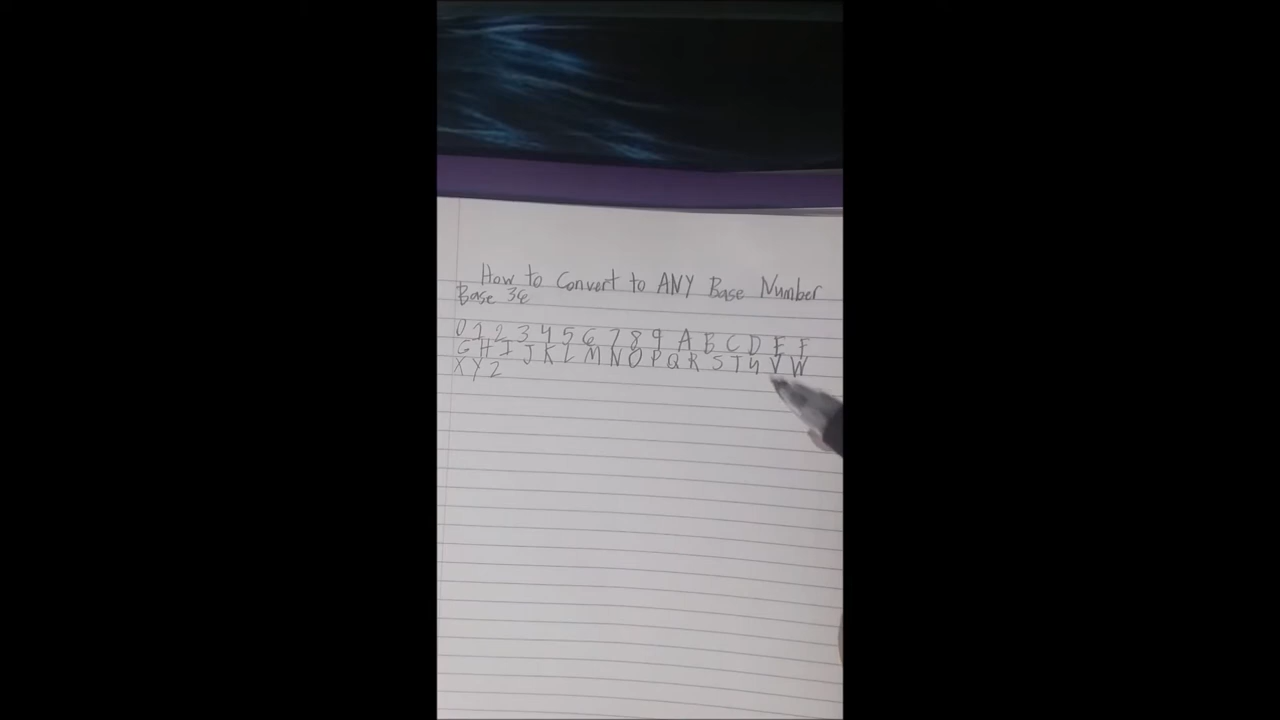 How to Convert to ANY Base Number
Base 36
0 1 2 3 4 5 6 7 8 9 A B C D E F
G H I J K L M N O P Q R S T U V W
X Y Z